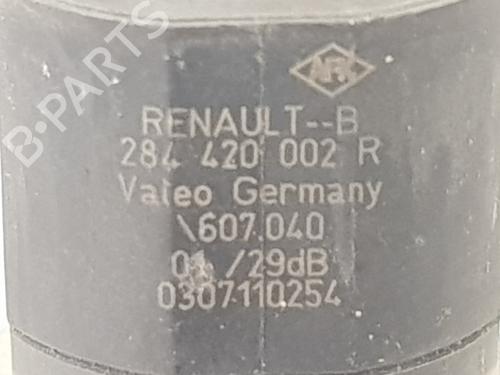 B-PARTS
RENAULT--B
284 420 002 R
Valeo Germany
\607.040
/29dB
0307110254